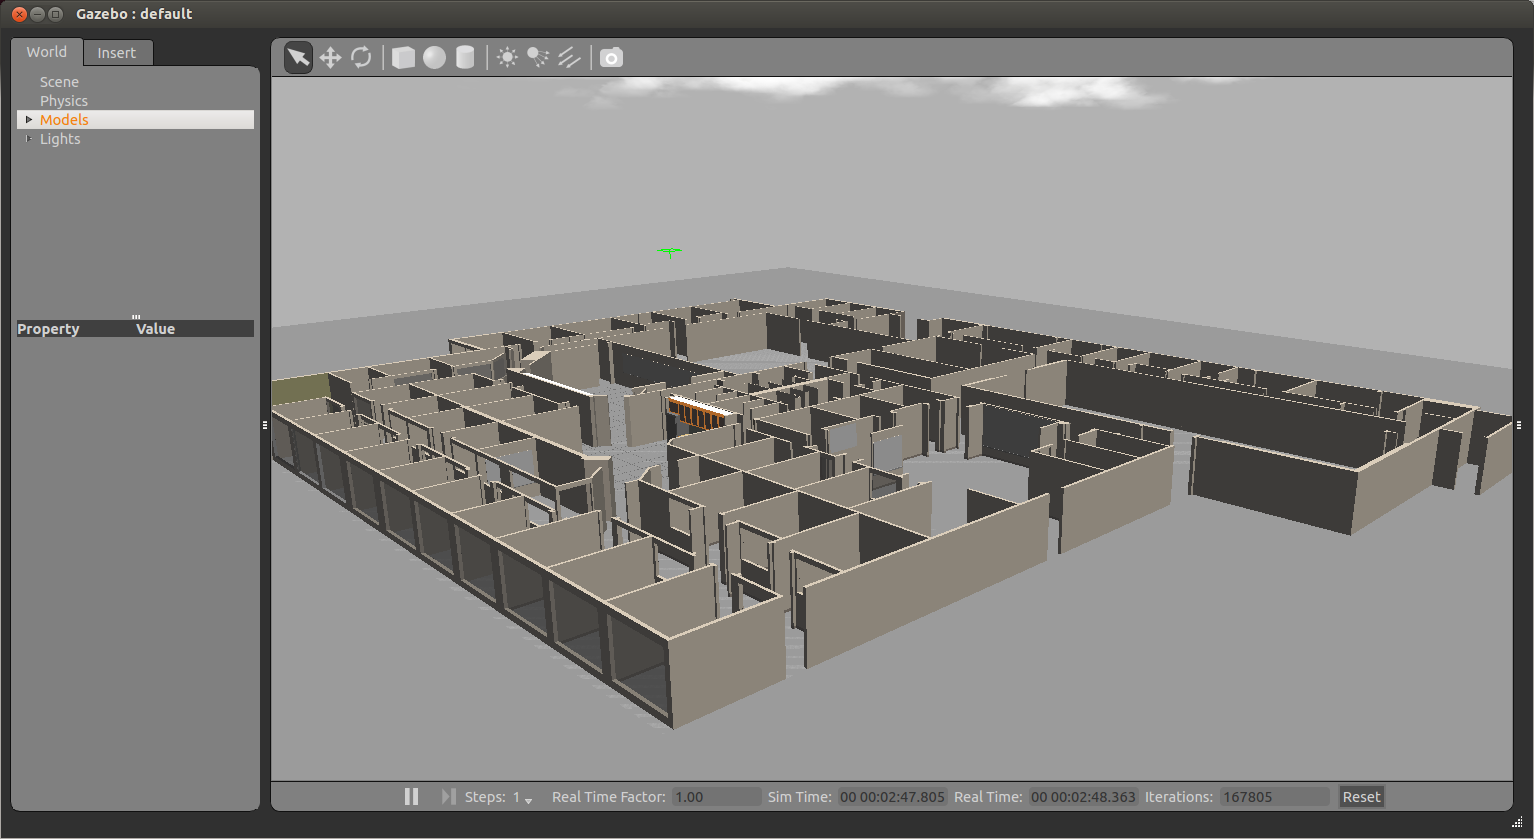 Gazebo : default
World Insert
Scene
Physics
Models
Lights
Property Value
Steps: 1 Real Time Factor: 1.00 Sim Time: 00 00:02:47.805 Real Time: 00 00:02:48.363 Iterations: 167805 Reset